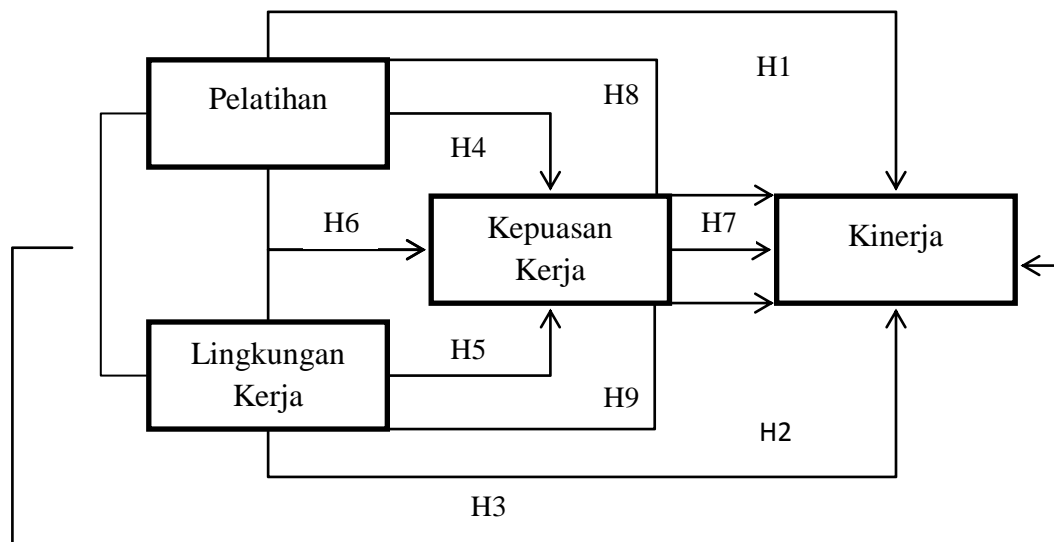 H1
Pelatihan
H8
H4
H6
Kepuasan
Kerja
H7
Kinerja
Lingkungan
Kerja
H5
H9
H2
H3